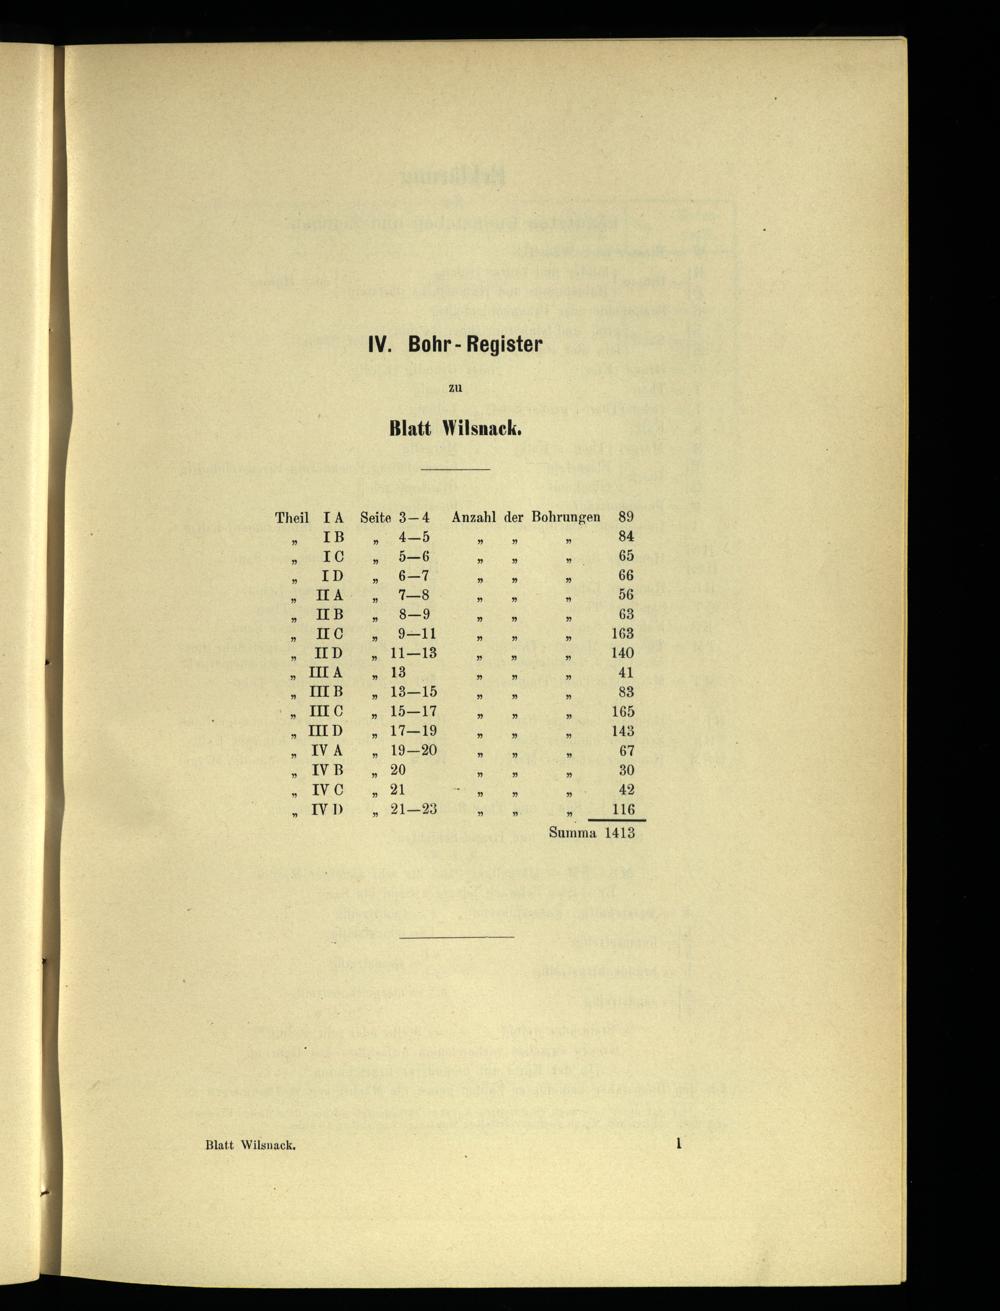 IV. Bohr-Register
zu
Blatt Wilsnack.
Theil I A Seite 3—4 Anzahl der Bohrungen 89
„ I B „ 4—5 „ „ „ 84
„ I C „ 5—6 „ „ „ 65
„ I D „ 6—7 „ „ „ 66
„ II A „ 7—8 „ „ „ 56
„ II B „ 8—9 „ „ „ 63
„ II C „ 9—11 „ „ „ 163
„ II D „ 11—13 „ „ „ 140
„ III A „ 13 „ „ „ 41
„ III B „ 13—15 „ „ „ 83
„ III C „ 15—17 „ „ „ 165
„ III D „ 17—19 „ „ „ 143
„ IV A „ 19—20 „ „ „ 67
„ IV B „ 20 „ „ „ 30
„ IV C „ 21 „ „ „ 42
„ IV D „ 21—23 „ „ „ 116
Summa 1413
Blatt Wilsnack. 1